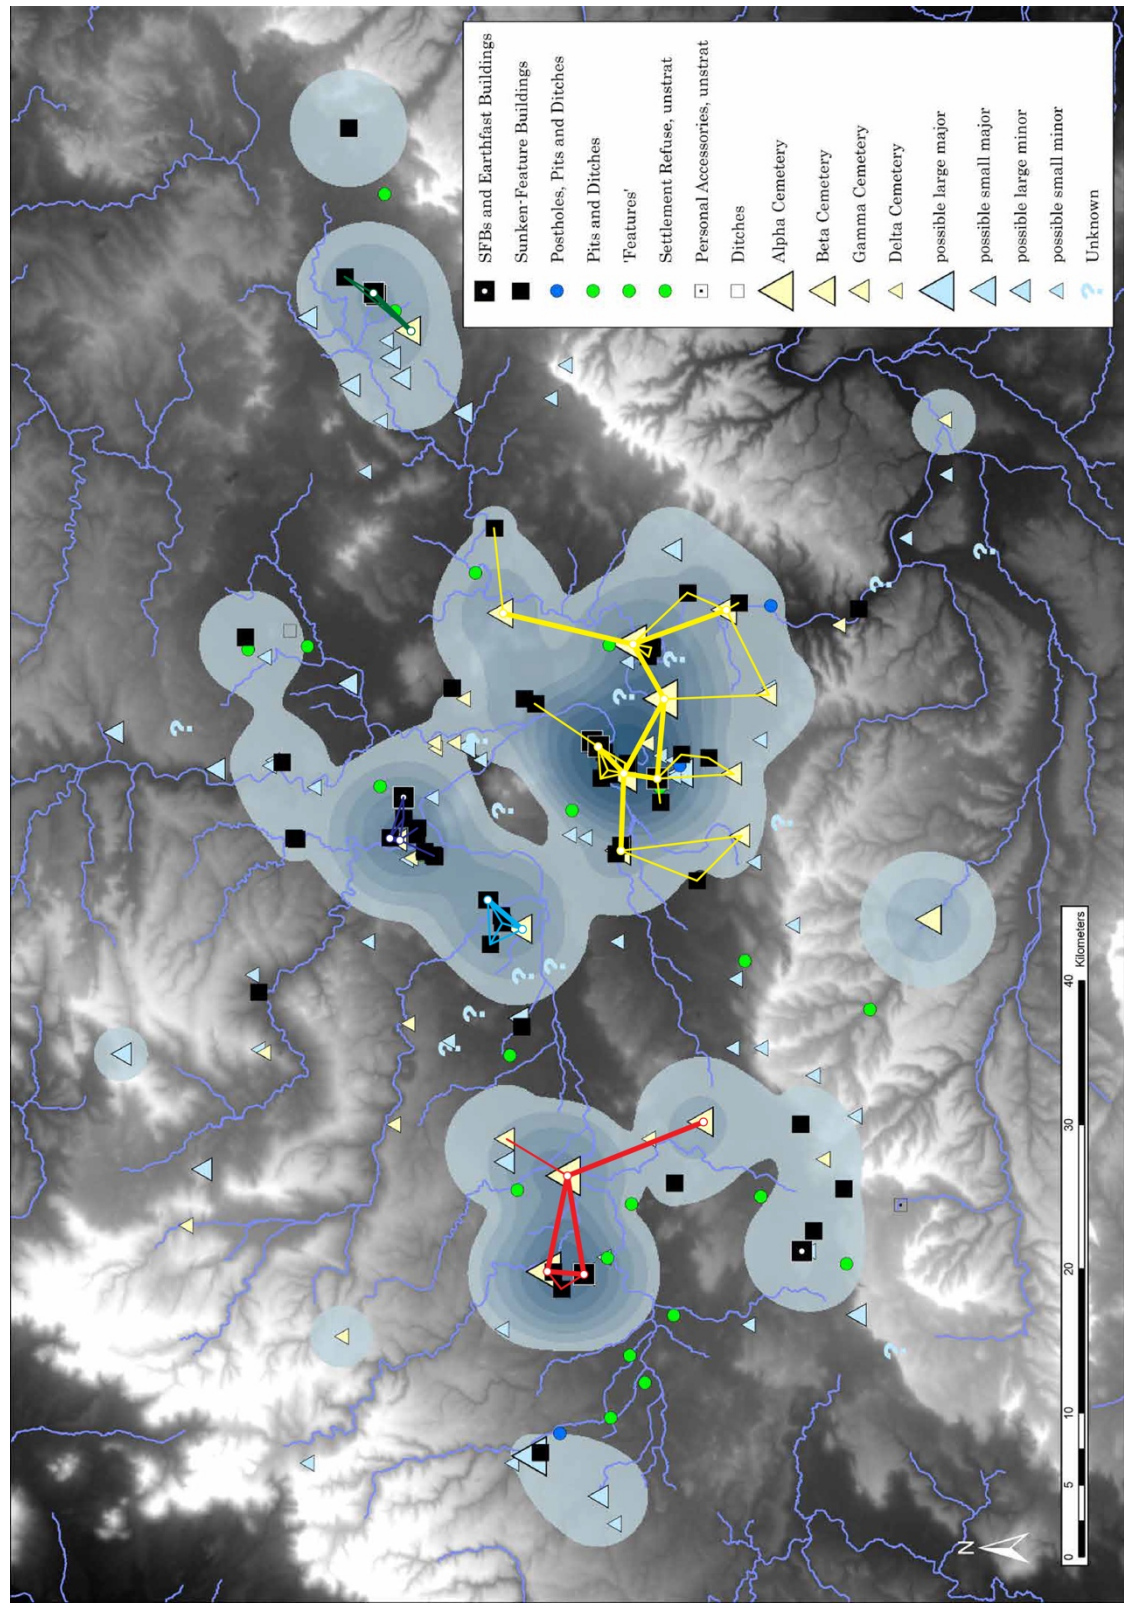 SFBs and Earthfast Buildings
Sunken-Feature Buildings
Postholes, Pits and Ditches
Pits and Ditches
'Features'
Settlement Refuse, unstrat
Personal Accessories, unstrat
Ditches
Alpha Cemetery
Beta Cemetery
Gamma Cemetery
Delta Cemetery
possible large major
possible small major
possible large minor
possible small minor
? Unknown
?
?
?
?
?
?
?
?
?
?
?
?
?
?
N
0 5 10 20 30 40
Kilometers